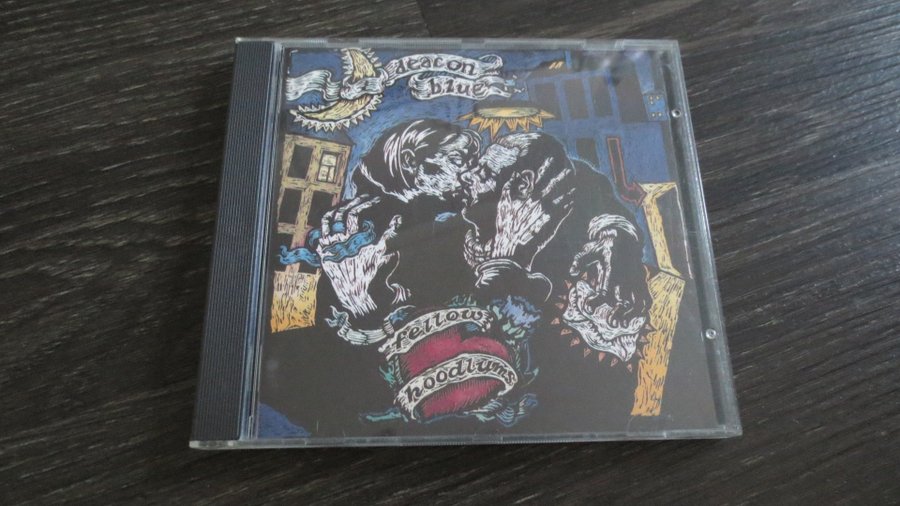 deacon
blue
fellow
hoodlums